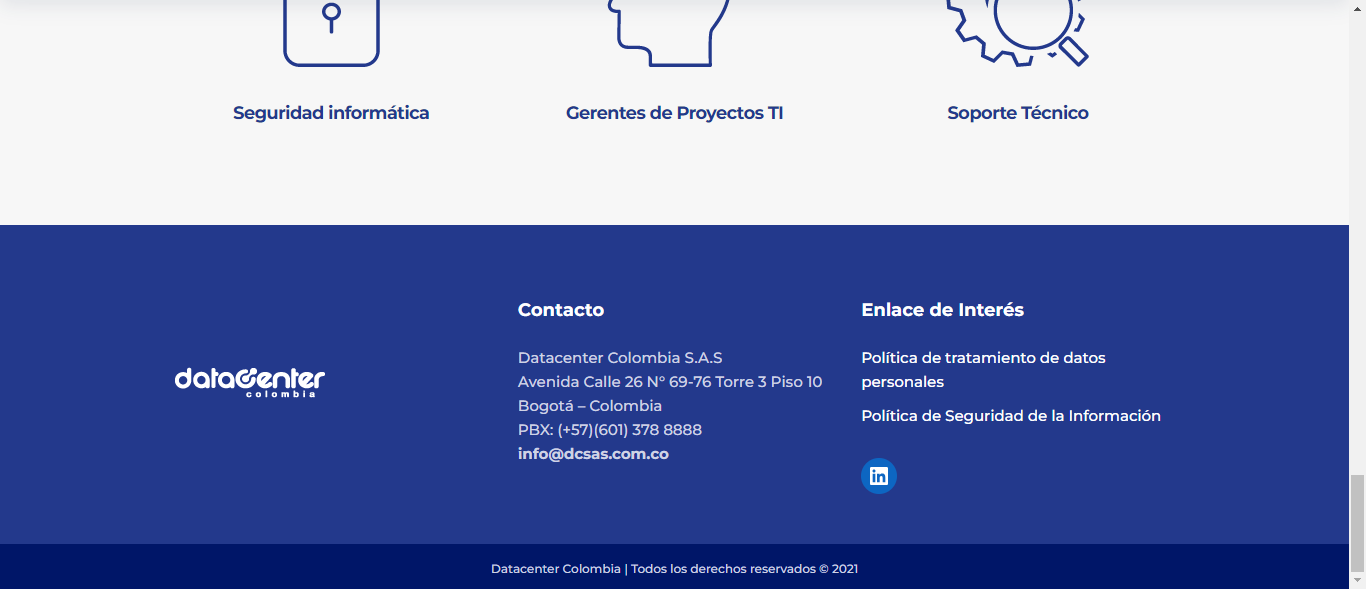 Seguridad informática
Gerentes de Proyectos TI
Soporte Técnico
datacenter
colombia
Contacto
Datacenter Colombia S.A.S
Avenida Calle 26 N° 69-76 Torre 3 Piso 10
Bogotá – Colombia
PBX: (+57)(601) 378 8888
info@dcsas.com.co
Enlace de Interés
Política de tratamiento de datos
personales
Política de Seguridad de la Información
in
Datacenter Colombia | Todos los derechos reservados © 2021